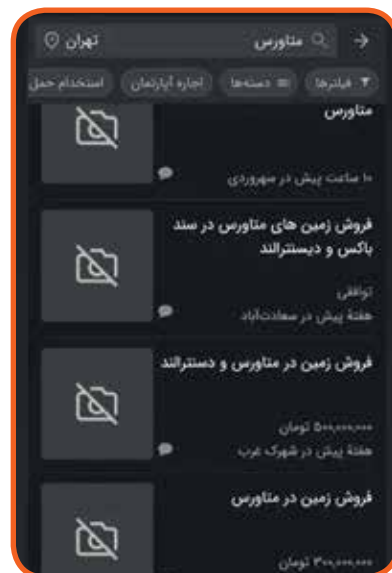 متاورس
تهران
فیلترها
دسته‌ها
اجاره آپارتمان
استخدام حمل
متاورس
۱۰ ساعت پیش در سهروردی
فروش زمین های متاورس در سند
باکس و دیسنترالند
توافقی
هفتهٔ پیش در سعادت‌آباد
فروش زمین در متاورس و دسنترالند
۵۰۰,۰۰۰,۰۰۰ تومان
هفتهٔ پیش در شهرک غرب
فروش زمین در متاورس
۳۰۰,۰۰۰,۰۰۰ تومان